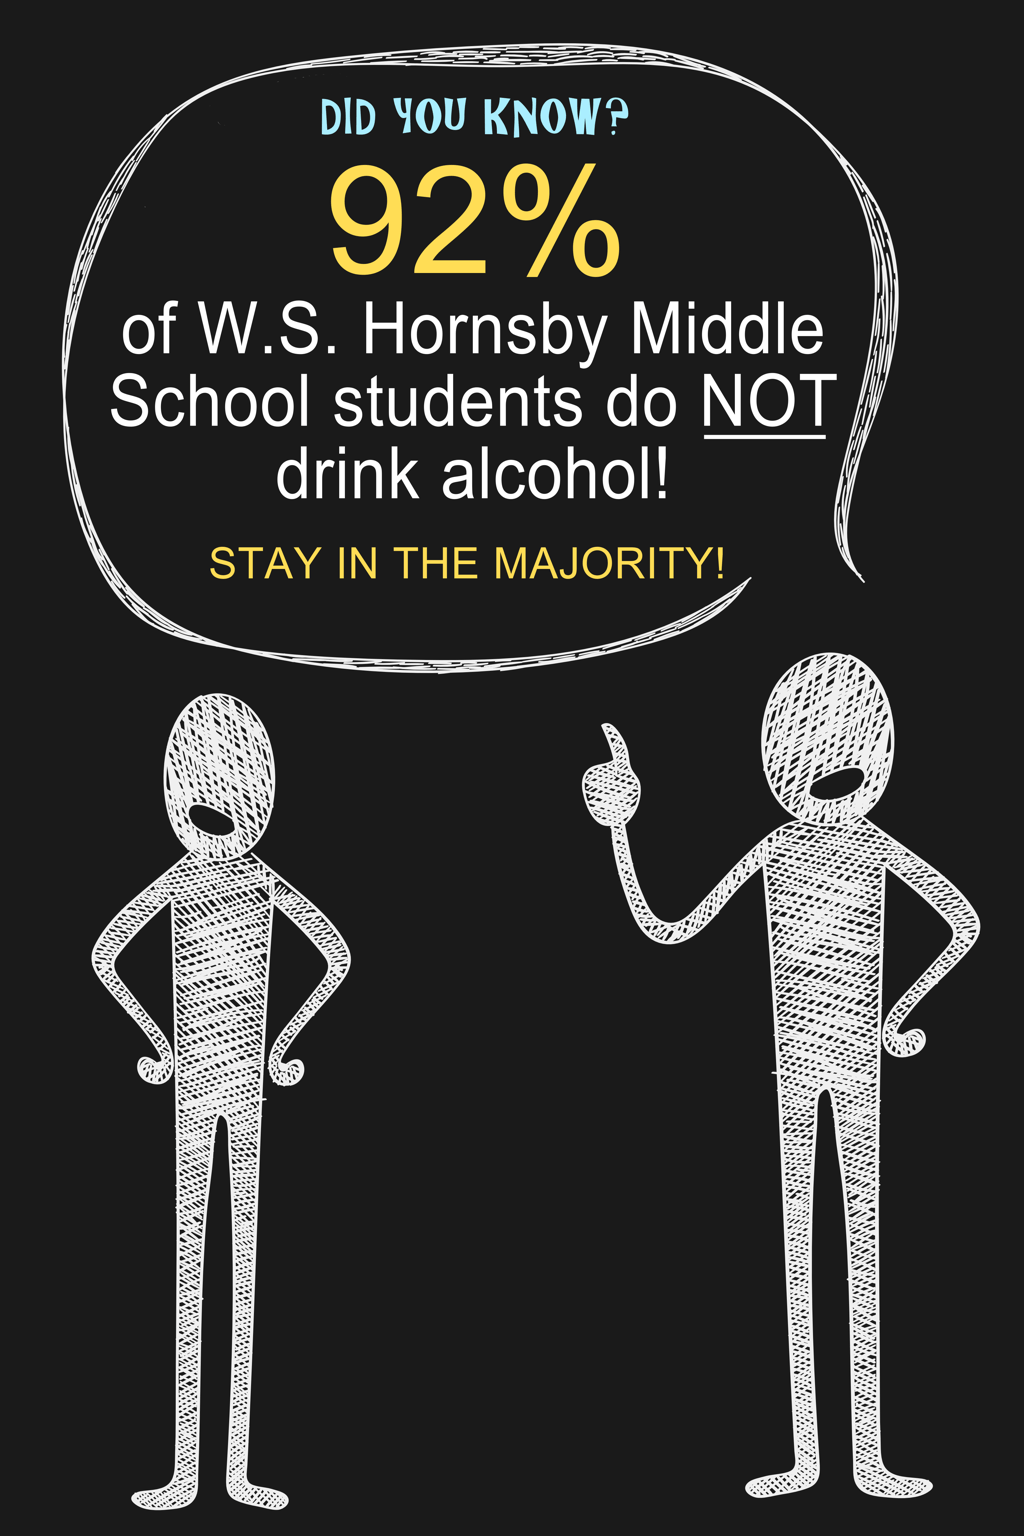 DID YOU KNOW?
92%
of W.S. Hornsby Middle
School students do NOT
drink alcohol!
STAY IN THE MAJORITY!